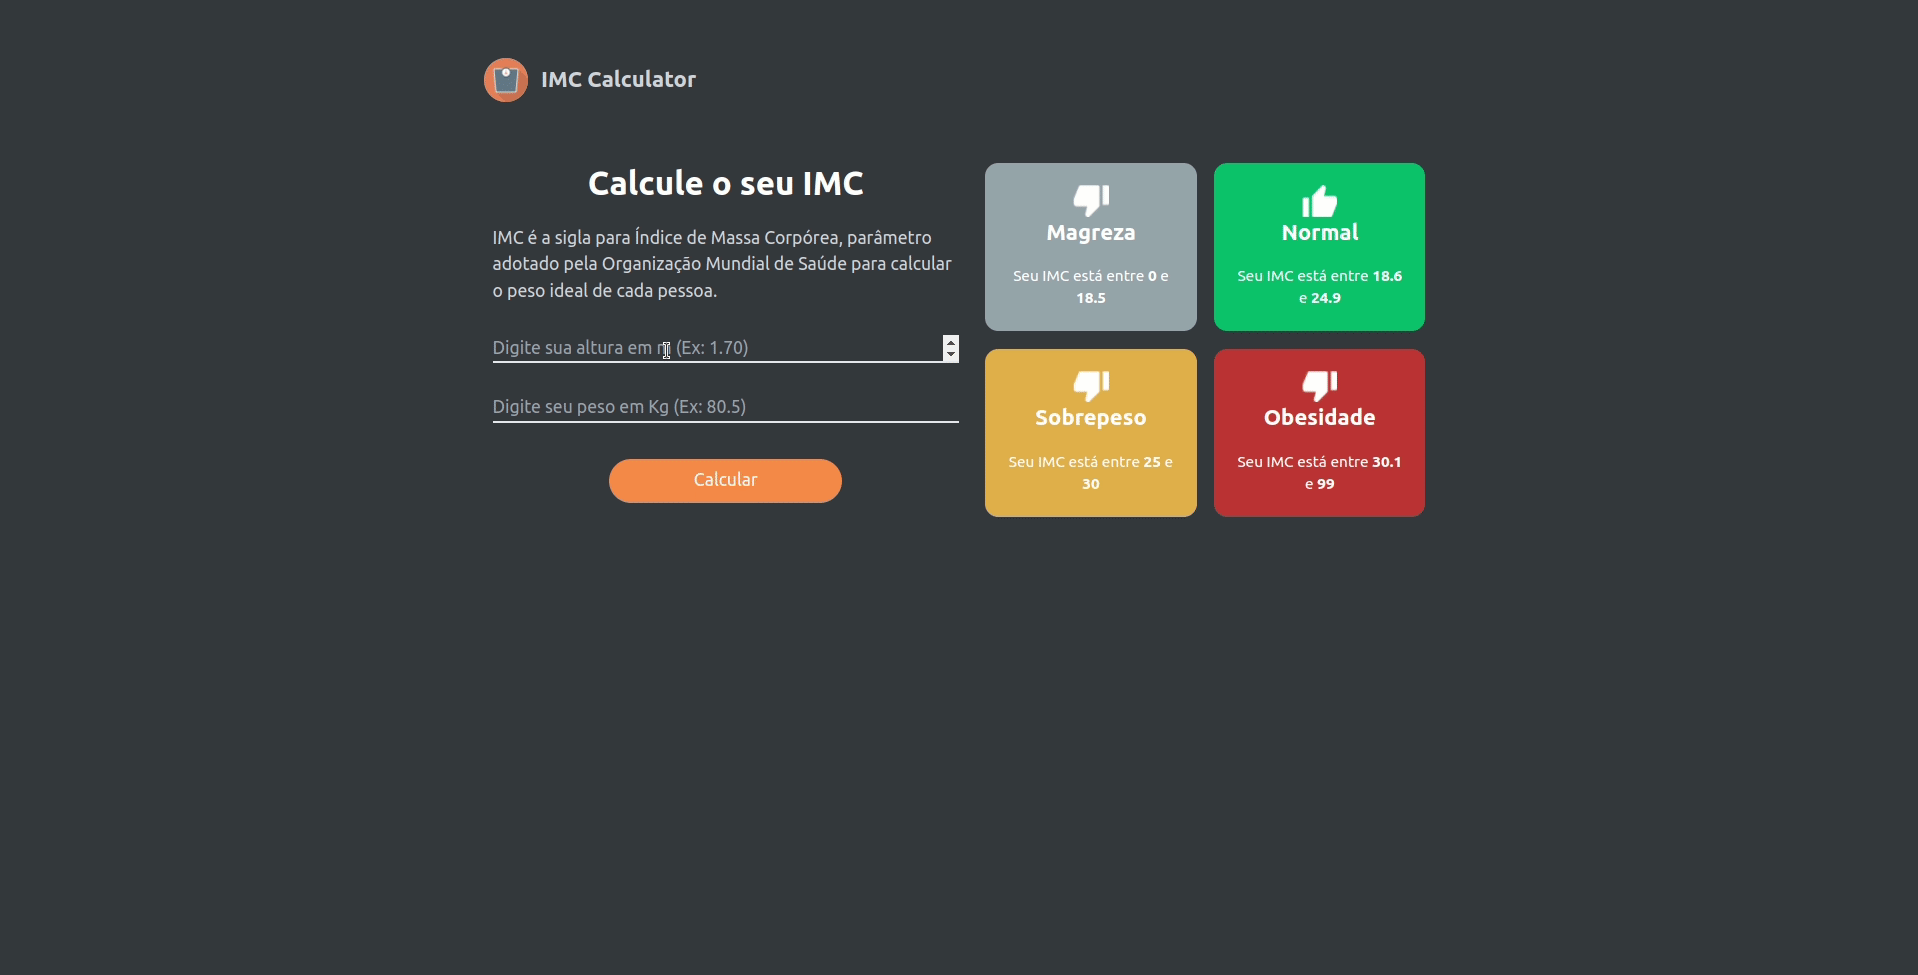 IMC Calculator
Calcule o seu IMC
IMC é a sigla para Índice de Massa Corpórea, parâmetro
adotado pela Organização Mundial de Saúde para calcular
o peso ideal de cada pessoa.
Digite sua altura em m (Ex: 1.70)
Digite seu peso em Kg (Ex: 80.5)
Calcular
Magreza
Seu IMC está entre 0 e
18.5
Normal
Seu IMC está entre 18.6
e 24.9
Sobrepeso
Seu IMC está entre 25 e
30
Obesidade
Seu IMC está entre 30.1
e 99